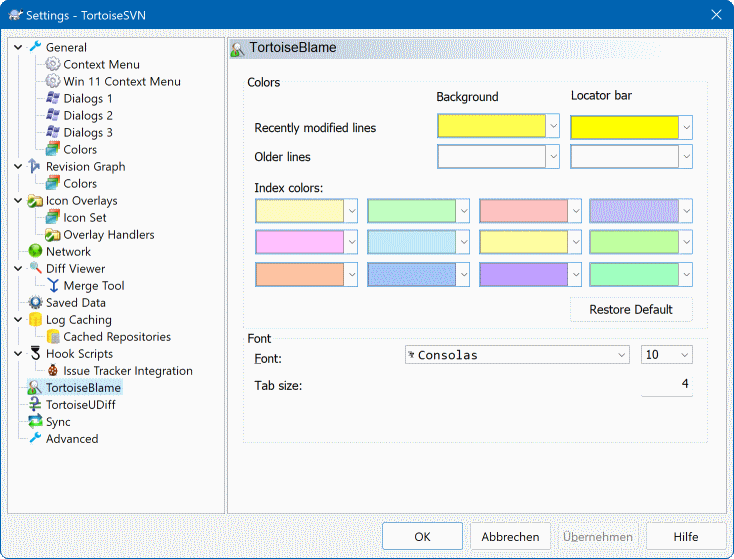 Settings - TortoiseSVN
General
Context Menu
Win 11 Context Menu
Dialogs 1
Dialogs 2
Dialogs 3
Colors
Revision Graph
Colors
Icon Overlays
Icon Set
Overlay Handlers
Network
Diff Viewer
Merge Tool
Saved Data
Log Caching
Cached Repositories
Hook Scripts
Issue Tracker Integration
TortoiseBlame
TortoiseUDiff
Sync
Advanced
TortoiseBlame
Colors
Background Locator bar
Recently modified lines
Older lines
Index colors:
Restore Default
Font
Font: Consolas 10
Tab size: 4
OK Abbrechen Übernehmen Hilfe